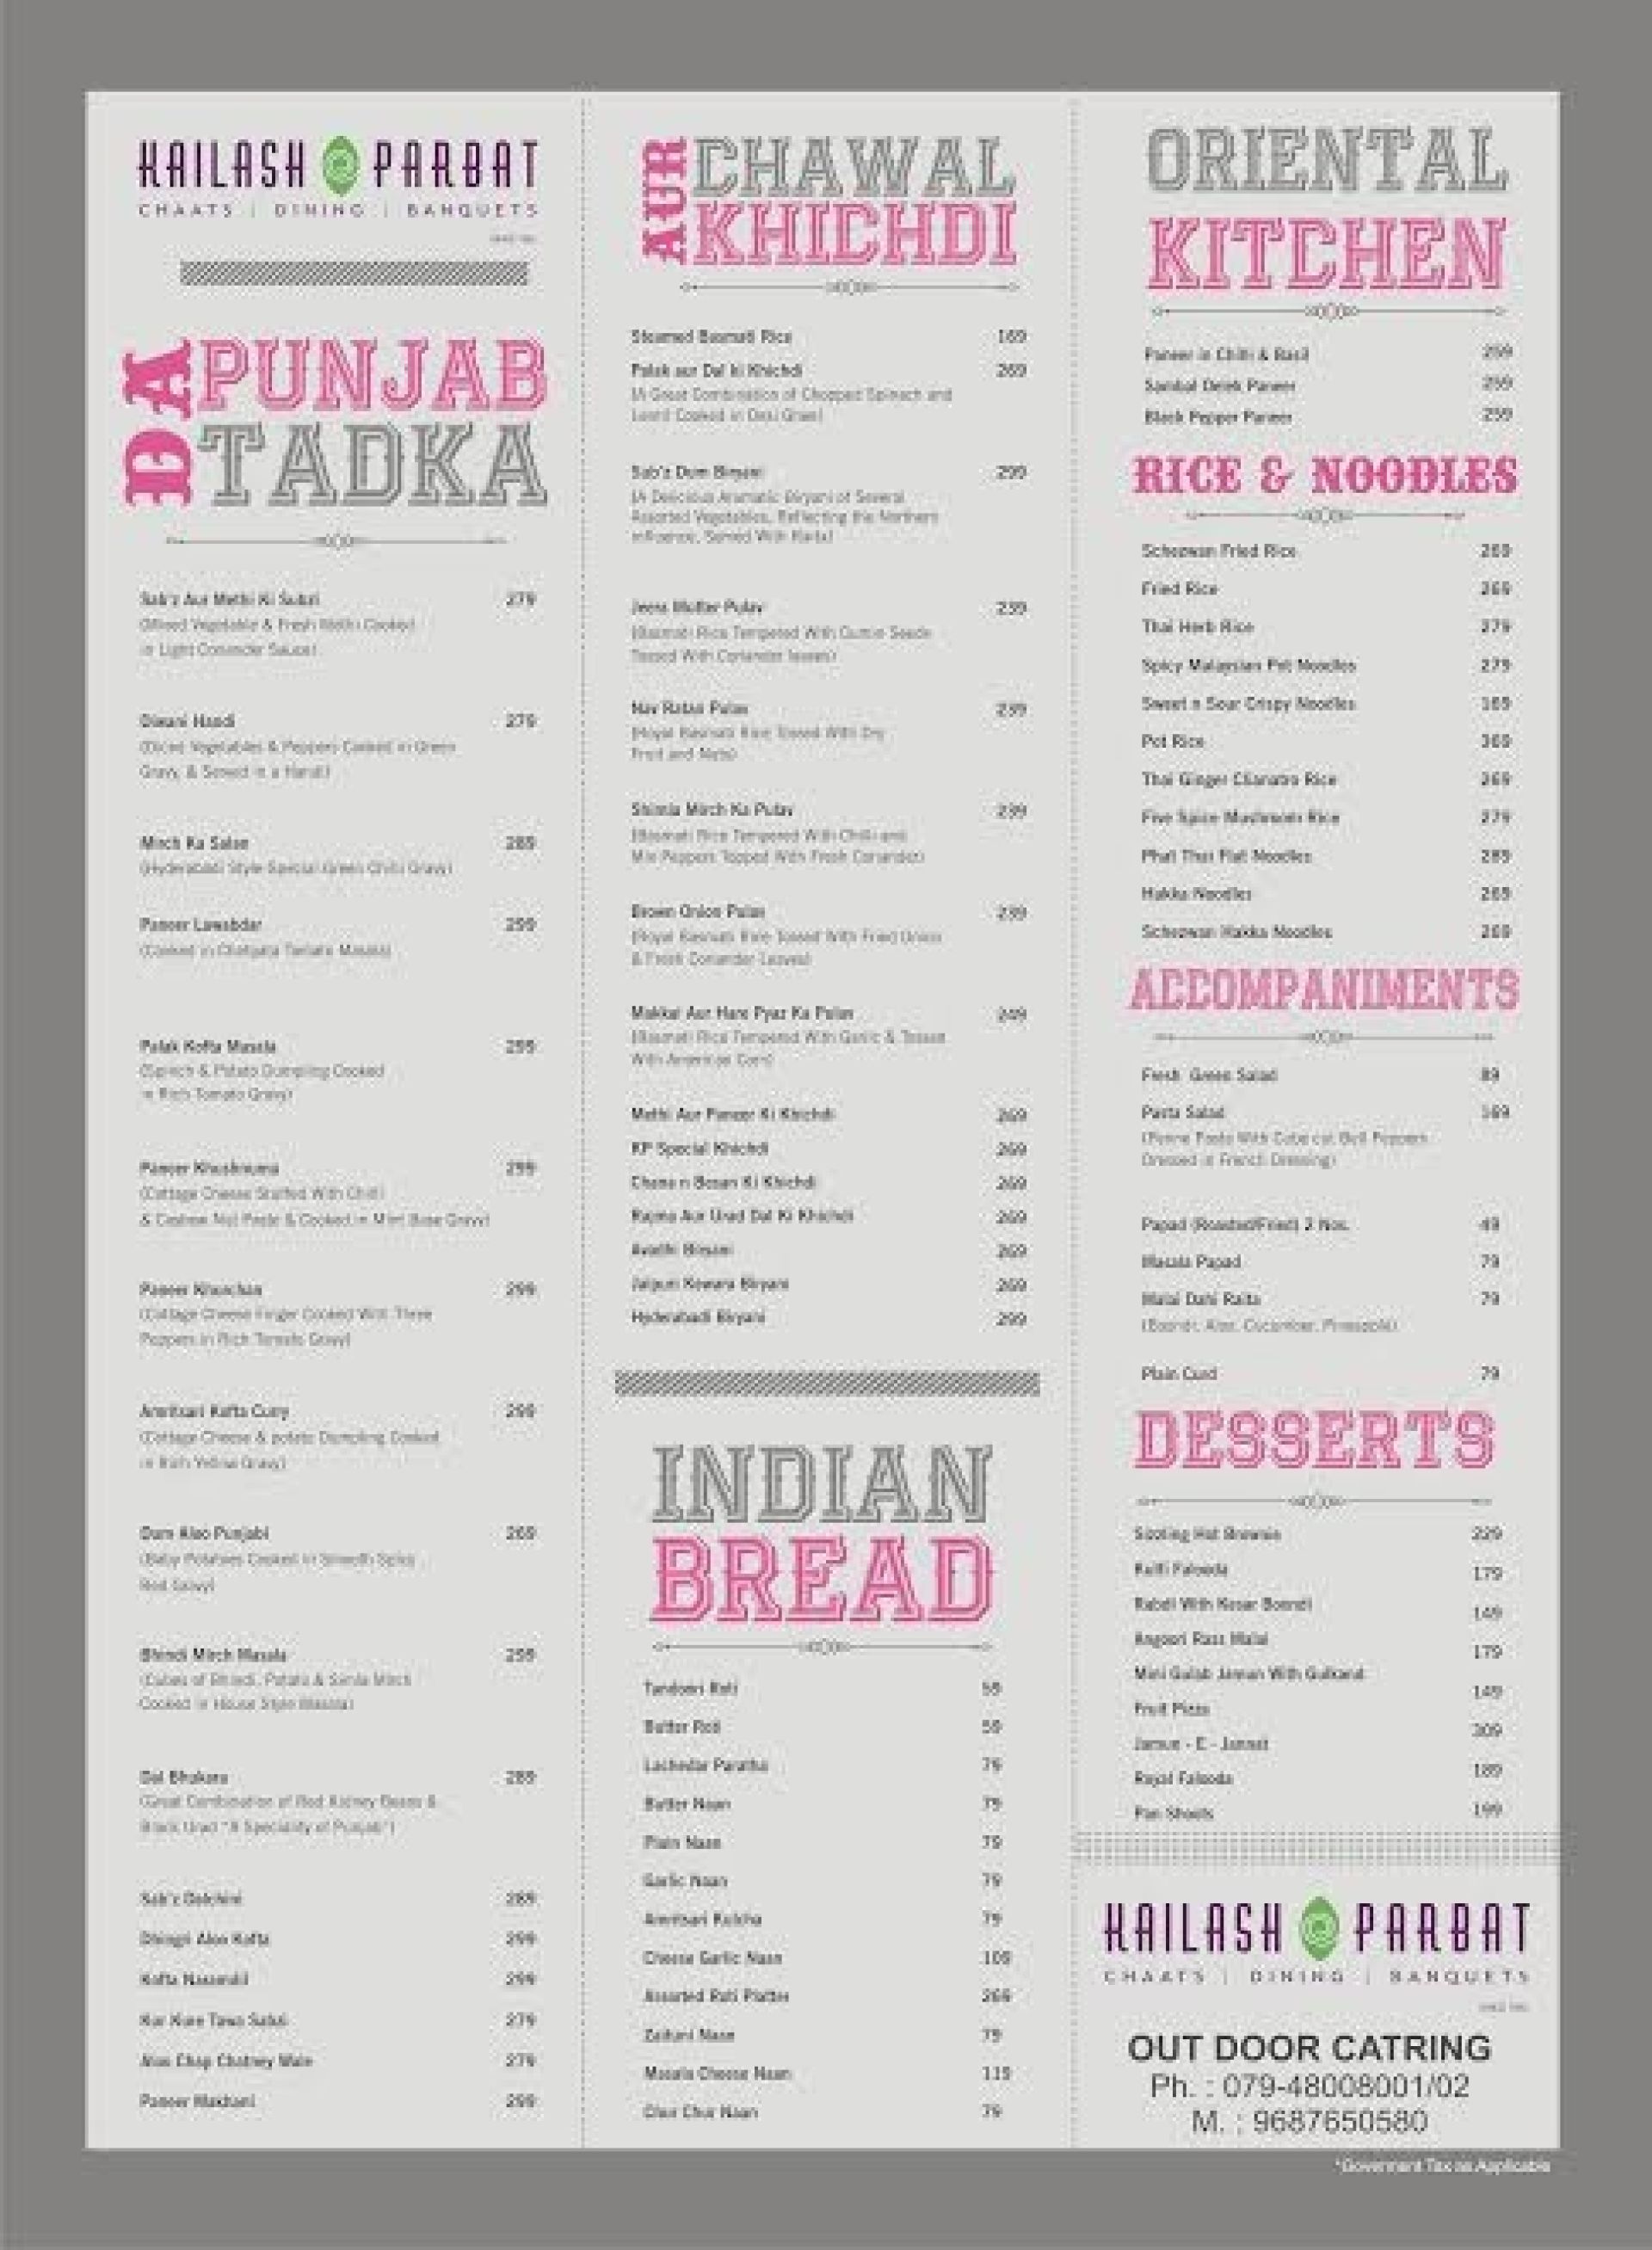 KAILASH PARBAT
CHAATS | DINING | BANQUETS
PUNJAB
DA
TADKA
Sab'z Aur Methi Ki Subzi 279
(Mixed Vegetable & Fresh Methi Cooked
in Light Coriander Sauce)
Diwani Handi 279
(Diced Vegetables & Peppers Cooked in Green
Gravy, & Served in a Handi)
Mirch Ka Salan 289
(Hyderabadi Style Special Green Chilli Gravy)
Paneer Lawabdar 299
(Cooked in Chatpata Tomato Masala)
Palak Kofta Masala 299
(Spinch & Potato Dumpling Cooked
in Rich Tomato Gravy)
Paneer Khushnuma 299
(Cottage Cheese Stuffed With Chilli
& Cashew Nut Paste & Cooked in Mint Base Gravy)
Paneer Khurchan 299
(Cottage Cheese Finger Cooked With Three
Peppers in Rich Tomato Gravy)
Amritsari Kofta Curry 299
(Cottage Cheese & potato Dumpling Cooked
in Rich Yellow Gravy)
Dum Aloo Punjabi 269
(Baby Potatoes Cooked in Smooth Spicy
Red Gravy)
Bhindi Mirch Masala 259
(Cubes of Bhindi, Potato & Simla Mirch
Cooked in House Style Masala)
Dal Bhukara 289
(Great Combination of Red Kidney Beans &
Black Urad "A Speciality of Punjab")
Sab'z Dalchini 289
Dhingri Aloo Kofta 299
Kofta Nazarukl 299
Kur Kure Tawa Sabzi 279
Aloo Chap Chatney Wale 279
Paneer Makhani 299
AUR
CHAWAL
KHICHDI
Steamed Basmati Rice 169
Palak aur Dal ki Khichdi 269
(A Great Combination of Chopped Spinach and
Lentil Cooked in Desi Ghee)
Sub'z Dum Biryani 299
(A Delicious Aromatic Biryani of Several
Assorted Vegetables, Reflecting the Northern
influence, Served With Raita)
Jeera Mutter Pulav 239
(Basmati Rice Tempered With Cumin Seeds
Tossed With Coriander leaves)
Nav Ratan Pulav 239
(Royal Basmati Rice Tossed With Dry
Fruit and Nuts)
Shimla Mirch Ka Pulav 239
(Basmati Rice Tempered With Chilli and
Mix Peppers Topped With Fresh Coriander)
Brown Onion Pulav 239
(Royal Basmati Rice Tossed With Fried Onion
& Fresh Coriander Leaves)
Makkai Aur Hare Pyaz Ka Pulav 249
(Basmati Rice Tempered With Garlic & Tossed
With American Corn)
Methi Aur Paneer Ki Khichdi 269
KP Special Khichdi 269
Chana n Besan Ki Khichdi 269
Rajma Aur Urad Dal Ki Khichdi 269
Avadhi Biryani 269
Jaipuri Kewara Biryani 269
Hyderabadi Biryani 299
INDIAN
BREAD
Tandoori Roti 59
Butter Roti 59
Lachedar Paratha 79
Butter Naan 79
Plain Naan 79
Garlic Naan 79
Amritsari Kulcha 79
Cheese Garlic Naan 109
Assorted Roti Platter 269
Zaituni Naan 79
Masala Cheese Naan 119
Chur Chur Naan 79
ORIENTAL
KITCHEN
Paneer in Chilli & Basil 259
Sambal Oelek Paneer 259
Black Pepper Paneer 259
RICE & NOODLES
Schezwan Fried Rice 269
Fried Rice 269
Thai Herb Rice 279
Spicy Malaysian Pot Noodles 279
Sweet n Sour Crispy Noodles 169
Pot Rice 369
Thai Ginger Cilanatro Rice 269
Five Spice Mushroom Rice 279
Phat Thai Flat Noodles 289
Hakka Noodles 269
Schezwan Hakka Noodles 269
ACCOMPANIMENTS
Fresh Green Salad 89
Pasta Salad 169
(Penne Pasta With Cube cut Bell Peppers
Dressed in French Dressing)
Papad (Roasted/Fried) 2 Nos. 49
Masala Papad 79
Malai Dahi Raita 79
(Boondi, Aloo, Cucumber, Pineapple)
Plain Curd 79
DESSERTS
Sizzling Hot Brownie 229
Kulfi Falooda 179
Rabdi With Kesar Boondi 149
Angoori Rass Malai 179
Mini Gulab Jamun With Gulkand 149
Fruit Pizza 309
Jamun - E - Jannat 189
Royal Falooda 199
Pan Shoots
KAILASH PARBAT
CHAATS | DINING | BANQUETS
OUT DOOR CATRING
Ph. : 079-48008001/02
M. : 9687650580
*Goverment Tax as Applicable